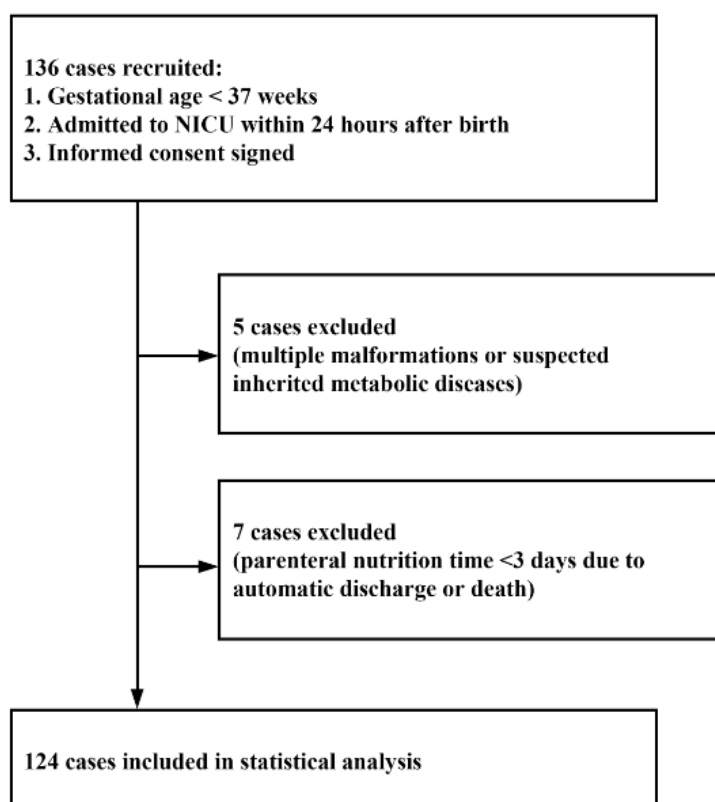 136 cases recruited:
1. Gestational age < 37 weeks
2. Admitted to NICU within 24 hours after birth
3. Informed consent signed
5 cases excluded
(multiple malformations or suspected
inherited metabolic diseases)
7 cases excluded
(parenteral nutrition time <3 days due to
automatic discharge or death)
124 cases included in statistical analysis